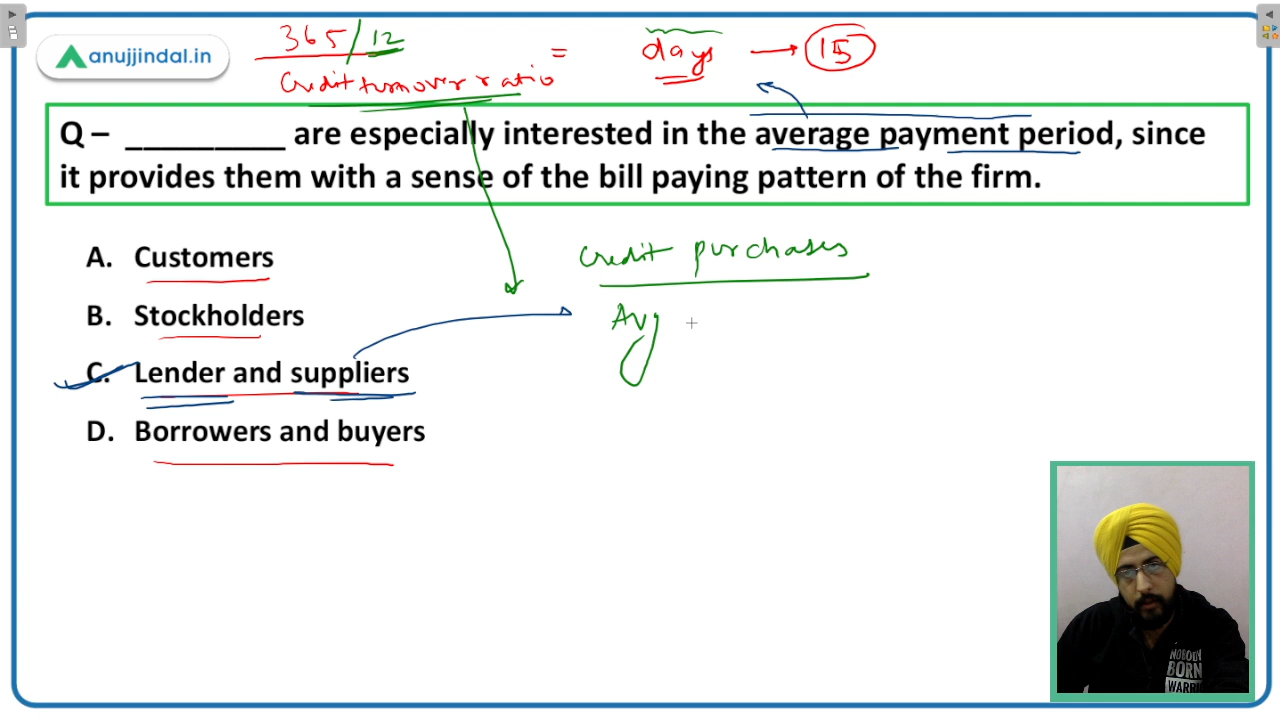 365/12
Credit turnover ratio = days → 15
anujjindal.in
Q – __________ are especially interested in the average payment period, since
it provides them with a sense of the bill paying pattern of the firm.
A. Customers
B. Stockholders
C. Lender and suppliers
D. Borrowers and buyers
Credit purchases
Avg
NOBODY
BORN
WARRI